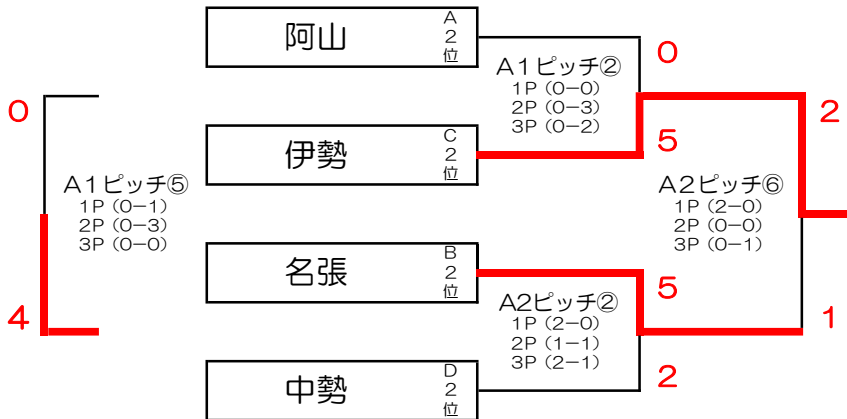 阿山
A
2
位
0
A1ピッチ②
1P (0-0)
2P (0-3)
3P (0-2)
0
2
伊勢
C
2
位
5
A1ピッチ⑤
1P (0-1)
2P (0-3)
3P (0-0)
A2ピッチ⑥
1P (2-0)
2P (0-0)
3P (0-1)
名張
B
2
位
5
A2ピッチ②
1P (2-0)
2P (1-1)
3P (2-1)
4
1
中勢
D
2
位
2